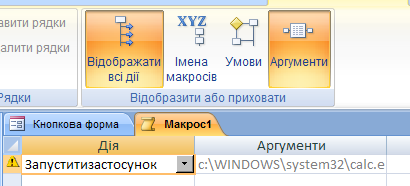 авити рядки
алити рядки
Рядки
Відображати
всі дії
XYZ
Імена
макросів
Умови
Аргументи
Відобразити або приховати
Кнопкова форма
Макрос1
Дія
Аргументи
Запуститизастосунок
c:\WINDOWS\system32\calc.e